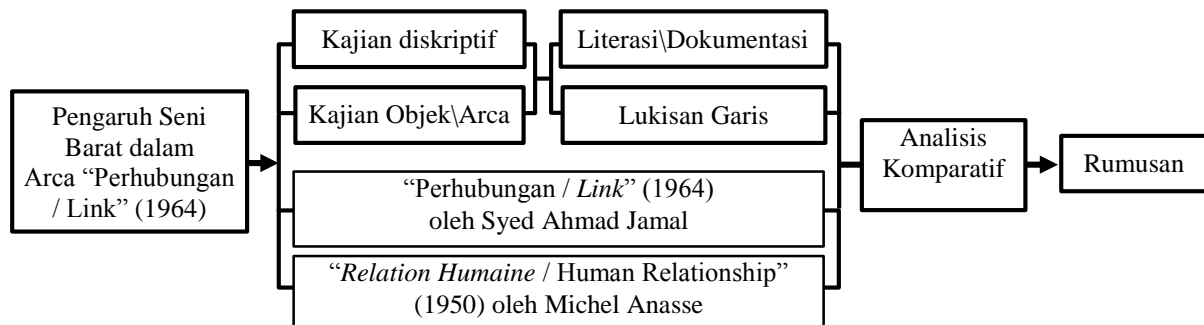 Pengaruh Seni
Barat dalam
Arca “Perhubungan
/ Link” (1964)
Kajian diskriptif
Kajian Objek\Arca
Literasi\Dokumentasi
Lukisan Garis
“Perhubungan / Link” (1964)
oleh Syed Ahmad Jamal
“Relation Humaine / Human Relationship”
(1950) oleh Michel Anasse
Analisis
Komparatif
Rumusan